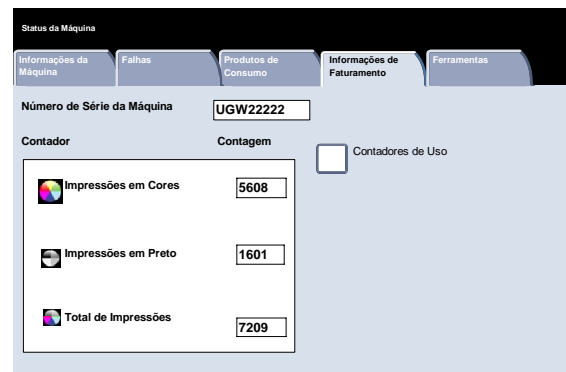 Status da Máquina
Informações da
Máquina
Falhas
Produtos de
Consumo
Informações de
Faturamento
Ferramentas
Número de Série da Máquina UGW22222
Contador Contagem
Contadores de Uso
Impressões em Cores 5608
Impressões em Preto 1601
Total de Impressões 7209